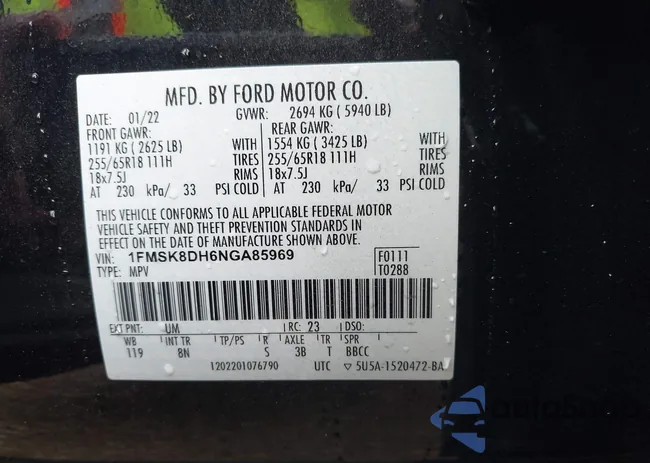 MFD. BY FORD MOTOR CO.
DATE: 01/22 GVWR: 2694 KG ( 5940 LB)
FRONT GAWR: REAR GAWR:
1191 KG ( 2625 LB) WITH 1554 KG ( 3425 LB) WITH
255/65R18 111H TIRES 255/65R18 111H TIRES
18x7.5J RIMS 18x7.5J RIMS
AT 230 kPa/ 33 PSI COLD AT 230 kPa/ 33 PSI COLD
THIS VEHICLE CONFORMS TO ALL APPLICABLE FEDERAL MOTOR
VEHICLE SAFETY AND THEFT PREVENTION STANDARDS IN
EFFECT ON THE DATE OF MANUFACTURE SHOWN ABOVE.
VIN: 1FMSK8DH6NGA85969 F0111
TYPE: MPV T0288
EXT PNT: UM RC: 23 DSO:
WB INT TR TP/PS R AXLE TR SPR
119 8N S 3B T BBCC
1202201076790 UTC 5U5A-1520472-BA